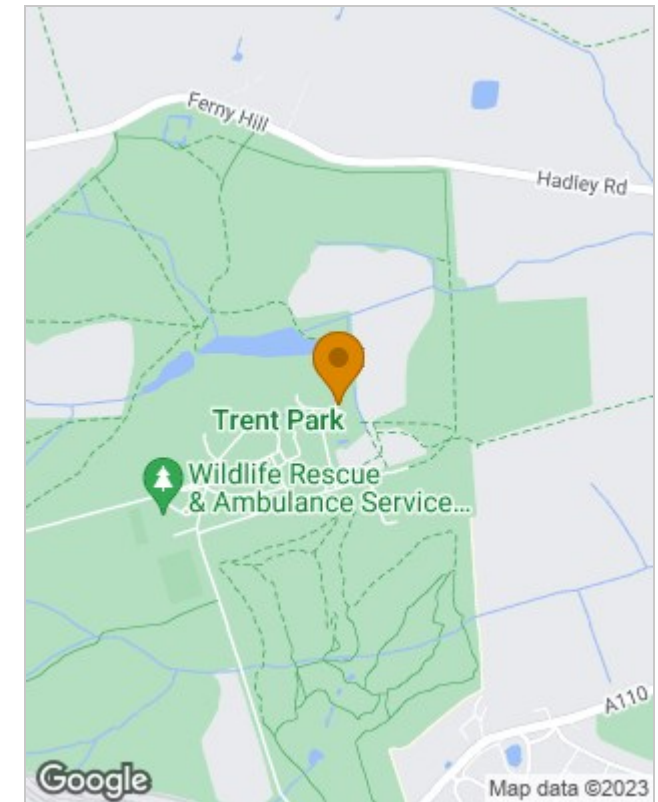 Ferny Hill
Hadley Rd
Trent Park
Wildlife Rescue
& Ambulance Service...
A110
Google
Map data ©2023